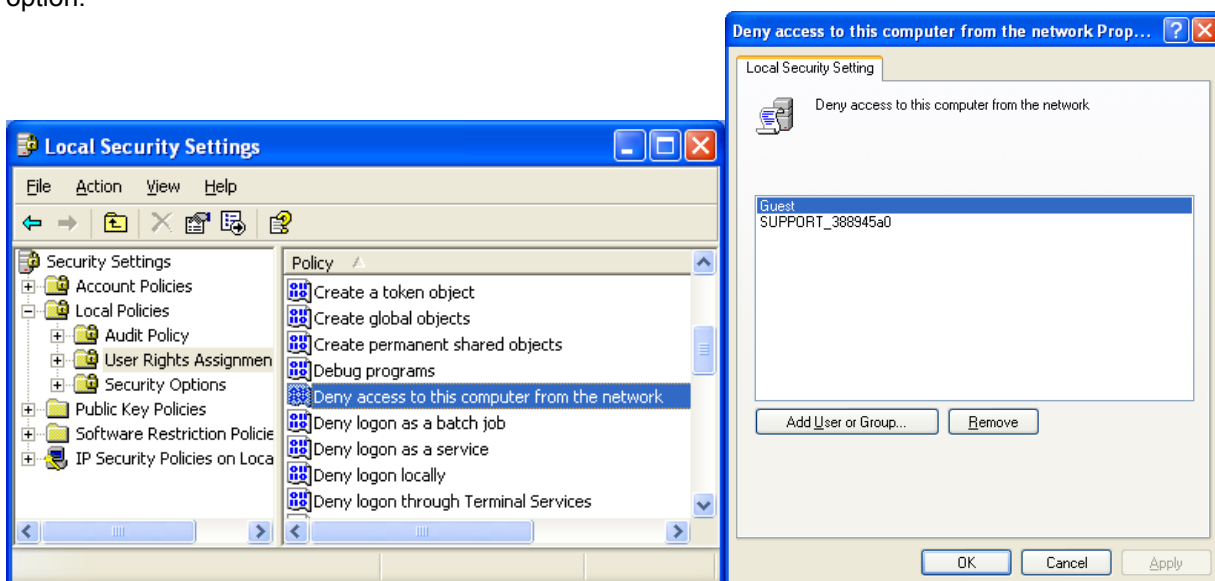 option.
Local Security Settings
File Action View Help
Security Settings
Account Policies
Local Policies
Audit Policy
User Rights Assignmen
Security Options
Public Key Policies
Software Restriction Policie
IP Security Policies on Loca
Policy
Create a token object
Create global objects
Create permanent shared objects
Debug programs
Deny access to this computer from the network
Deny logon as a batch job
Deny logon as a service
Deny logon locally
Deny logon through Terminal Services
Deny access to this computer from the network Prop...
Local Security Setting
Deny access to this computer from the network
Guest
SUPPORT_388945a0
Add User or Group... Remove
OK Cancel Apply